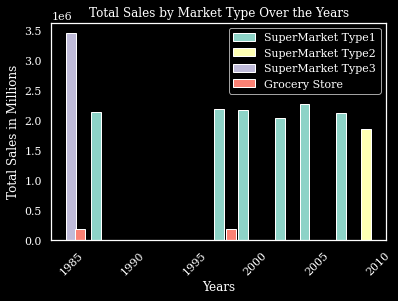 Total Sales by Market Type Over the Years
1e6
SuperMarket Type1
SuperMarket Type2
SuperMarket Type3
Grocery Store
Total Sales in Millions
3.5
3.0
2.5
2.0
1.5
1.0
0.5
0.0
1985 1990 1995 2000 2005 2010
Years